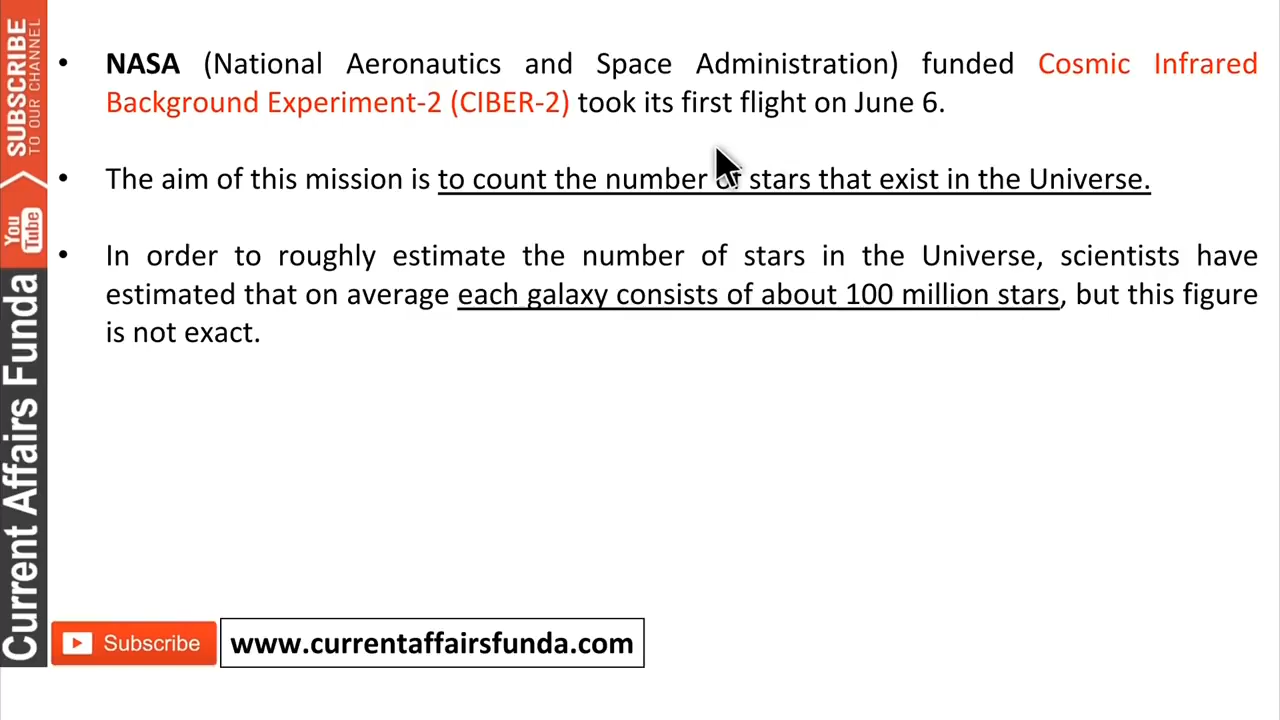 • NASA (National Aeronautics and Space Administration) funded Cosmic Infrared
Background Experiment-2 (CIBER-2) took its first flight on June 6.
• The aim of this mission is to count the number of stars that exist in the Universe.
• In order to roughly estimate the number of stars in the Universe, scientists have
estimated that on average each galaxy consists of about 100 million stars, but this figure
is not exact.
SUBSCRIBE
TO OUR CHANNEL
You
Tube
Current Affairs Funda
Subscribe
www.currentaffairsfunda.com